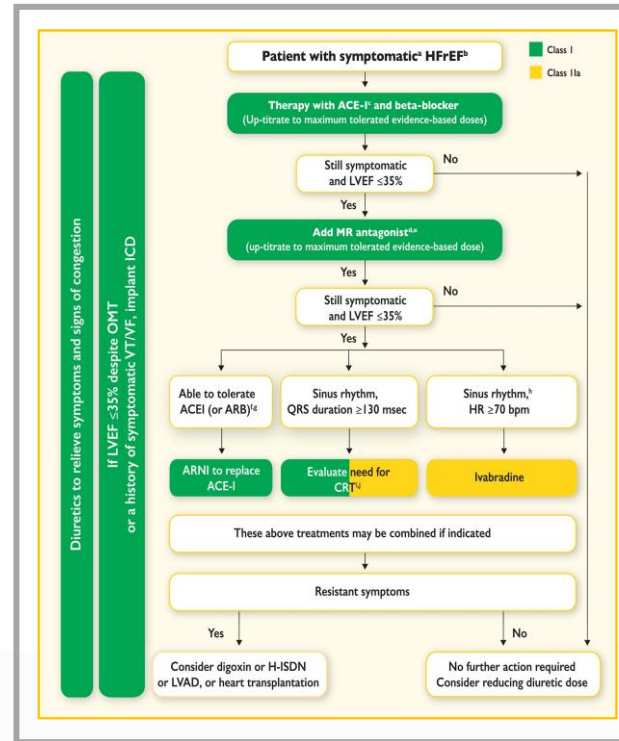 Patient with symptomaticᵃ HFrEFᵇ
Class I
Class IIa
Therapy with ACE-Iᶜ and beta-blocker
(Up-titrate to maximum tolerated evidence-based doses)
Still symptomatic
and LVEF ≤35%
No
Yes
Add MR antagonistᵈ,ᵉ
(up-titrate to maximum tolerated evidence-based dose)
Yes
Still symptomatic
and LVEF ≤35%
No
Yes
Able to tolerate
ACEI (or ARB)ᶠ,ᵍ
Sinus rhythm,
QRS duration ≥130 msec
Sinus rhythm,ʰ
HR ≥70 bpm
ARNI to replace
ACE-I
Evaluate need for
CRTⁱ,ʲ
Ivabradine
These above treatments may be combined if indicated
Resistant symptoms
Yes
No
Consider digoxin or H-ISDN
or LVAD, or heart transplantation
No further action required
Consider reducing diuretic dose
Diuretics to relieve symptoms and signs of congestion
If LVEF ≤35% despite OMT
or a history of symptomatic VT/VF, implant ICD